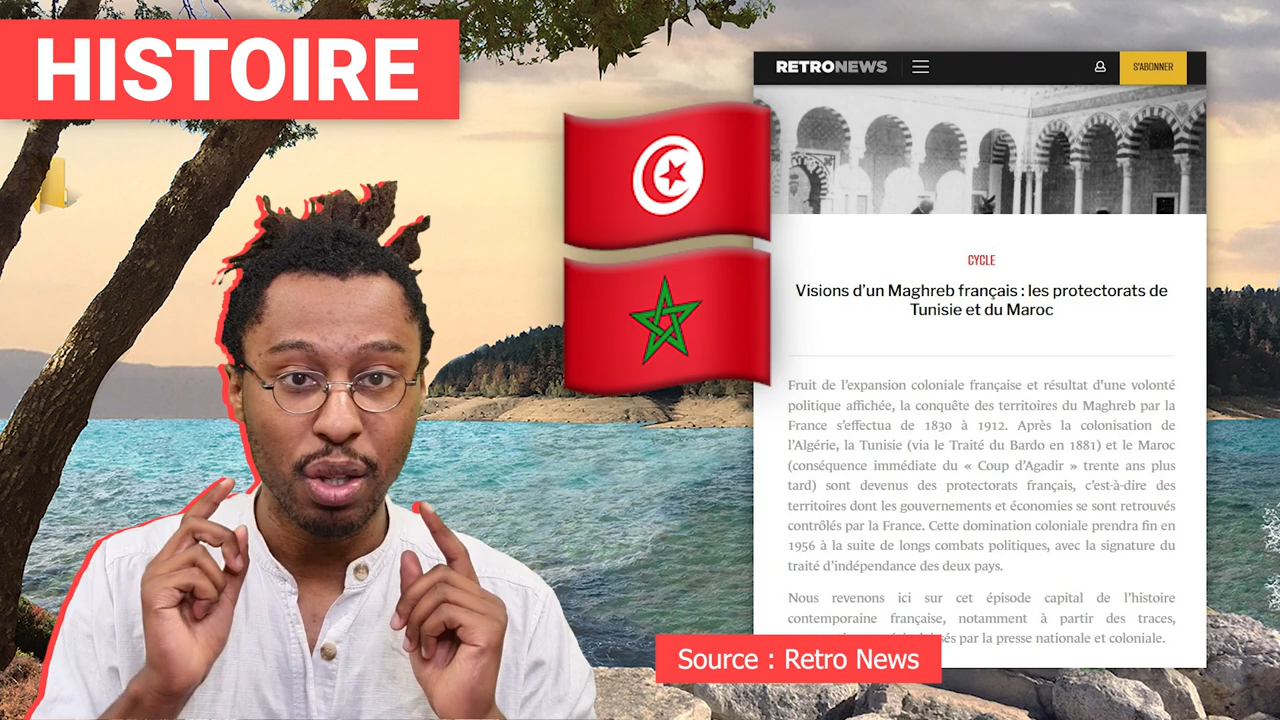 HISTOIRE
RETRONEWS
S'ABONNER
CYCLE
Visions d'un Maghreb français : les protectorats de
Tunisie et du Maroc
Fruit de l'expansion coloniale française et résultat d'une volonté
politique affichée, la conquête des territoires du Maghreb par la
France s'effectua de 1830 à 1912. Après la colonisation de
l'Algérie, la Tunisie (via le Traité du Bardo en 1881) et le Maroc
(conséquence immédiate du « Coup d'Agadir » trente ans plus
tard) sont devenus des protectorats français, c'est-à-dire des
territoires dont les gouvernements et économies se sont retrouvés
contrôlés par la France. Cette domination coloniale prendra fin en
1956 à la suite de longs combats politiques, avec la signature du
traité d'indépendance des deux pays.
Nous revenons ici sur cet épisode capital de l'histoire
contemporaine française, notamment à partir des traces,
par la presse nationale et coloniale.
Source : Retro News